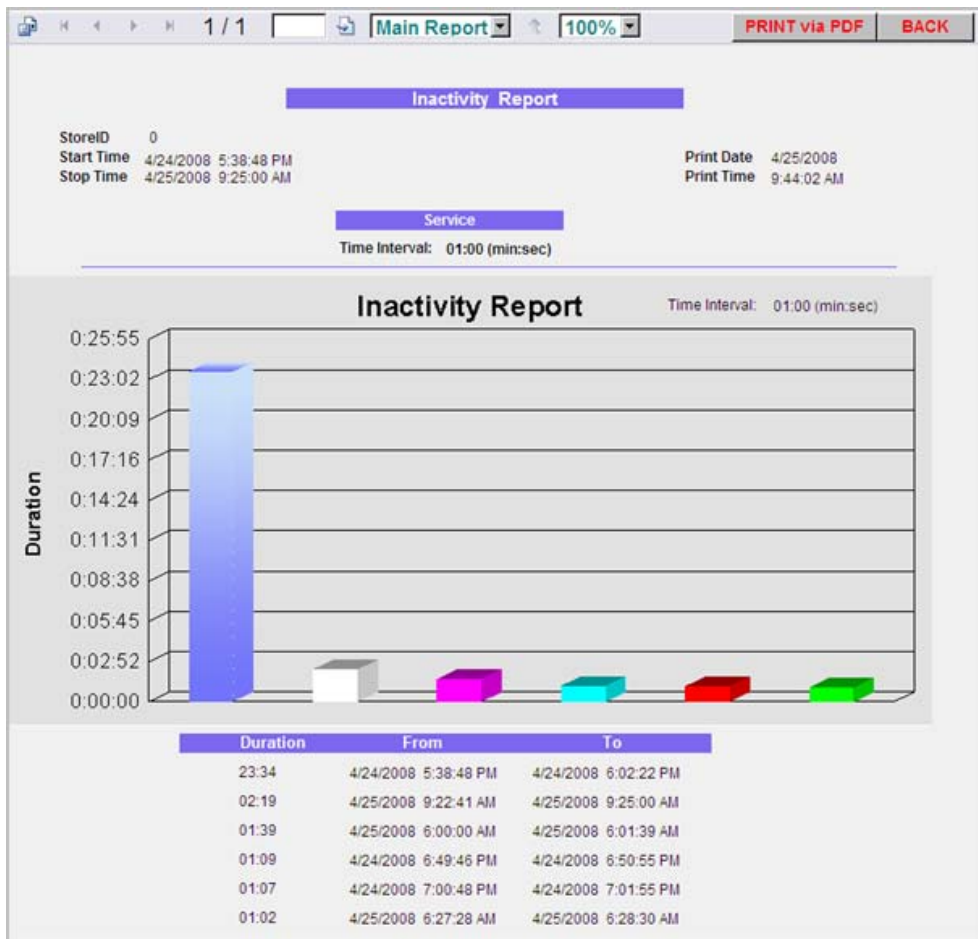 1 / 1 Main Report 100% PRINT via PDF BACK
Inactivity Report
StoreID 0
Start Time 4/24/2008 5:38:48 PM Print Date 4/25/2008
Stop Time 4/25/2008 9:25:00 AM Print Time 9:44:02 AM
Service
Time Interval: 01:00 (min:sec)
Inactivity Report Time Interval: 01:00 (min:sec)
Duration
0:25:55
0:23:02
0:20:09
0:17:16
0:14:24
0:11:31
0:08:38
0:05:45
0:02:52
0:00:00
Duration From To
23:34 4/24/2008 5:38:48 PM 4/24/2008 6:02:22 PM
02:19 4/25/2008 9:22:41 AM 4/25/2008 9:25:00 AM
01:39 4/25/2008 6:00:00 AM 4/25/2008 6:01:39 AM
01:09 4/24/2008 6:49:46 PM 4/24/2008 6:50:55 PM
01:07 4/24/2008 7:00:48 PM 4/24/2008 7:01:55 PM
01:02 4/25/2008 6:27:28 AM 4/25/2008 6:28:30 AM